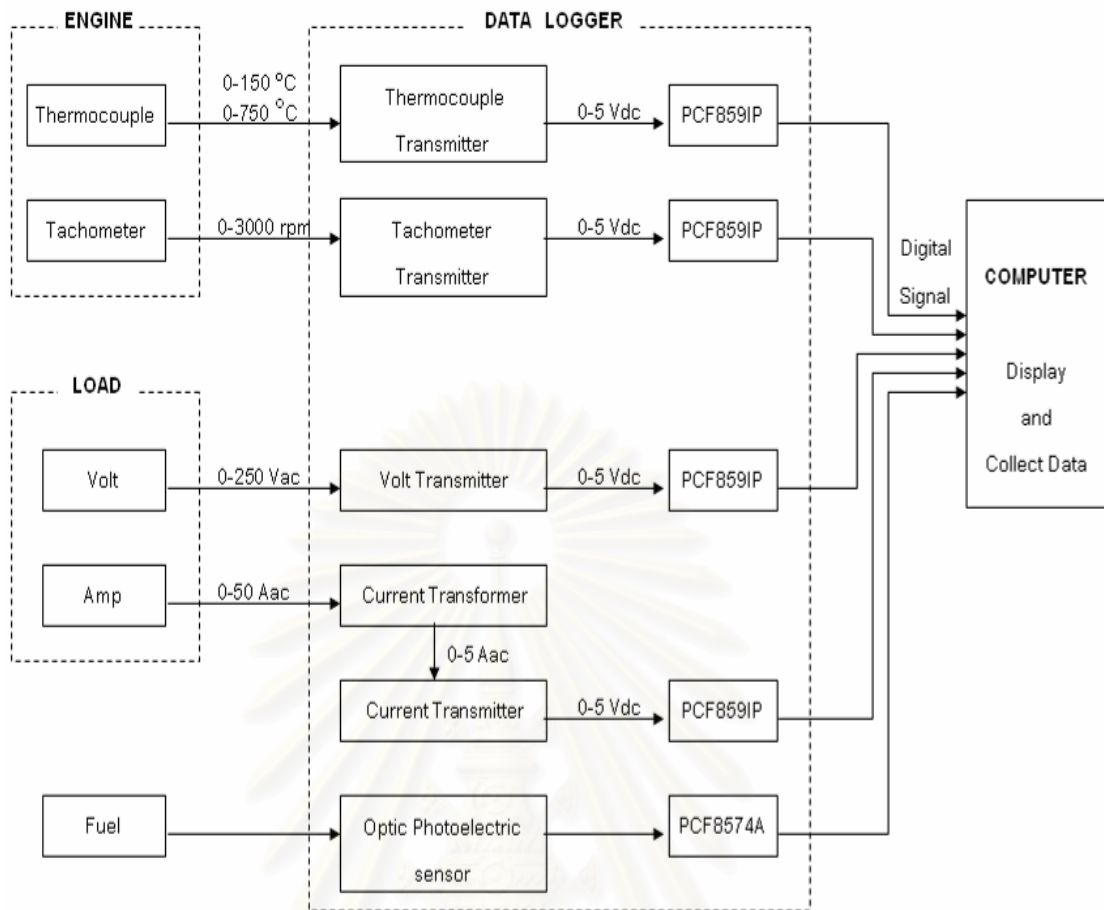 ENGINE
DATA LOGGER
Thermocouple
0-150 °C
0-750 °C
Thermocouple
Transmitter
0-5 Vdc
PCF859IP
Tachometer
0-3000 rpm
Tachometer
Transmitter
0-5 Vdc
PCF859IP
Digital
Signal
COMPUTER
Display
and
Collect Data
LOAD
Volt
0-250 Vac
Volt Transmitter
0-5 Vdc
PCF859IP
Amp
0-50 Aac
Current Transformer
0-5 Aac
Current Transmitter
0-5 Vdc
PCF859IP
Fuel
Optic Photoelectric
sensor
PCF8574A